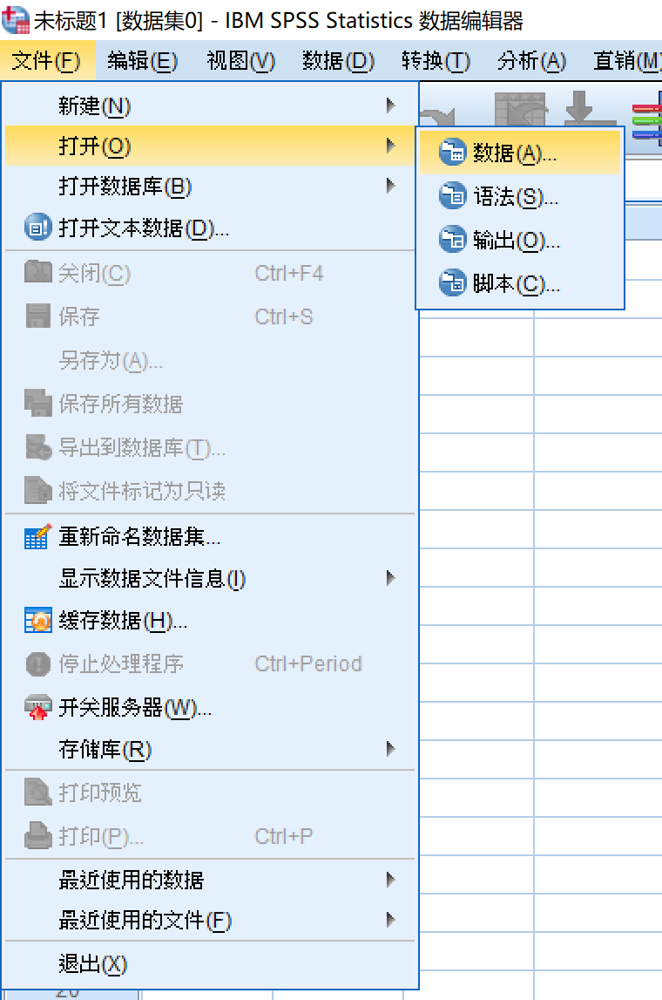 未标题1 [数据集0] - IBM SPSS Statistics 数据编辑器
文件(F) 编辑(E) 视图(V) 数据(D) 转换(T) 分析(A) 直销(M)
新建(N)
打开(O)
数据(A)...
打开数据库(B)
语法(S)...
打开文本数据(D)...
输出(O)...
关闭(C) Ctrl+F4
脚本(C)...
保存 Ctrl+S
另存为(A)...
保存所有数据
导出到数据库(T)...
将文件标记为只读
重新命名数据集...
显示数据文件信息(I)
缓存数据(H)...
停止处理程序 Ctrl+Period
开关服务器(W)...
存储库(R)
打印预览
打印(P)... Ctrl+P
最近使用的数据
最近使用的文件(F)
退出(X)